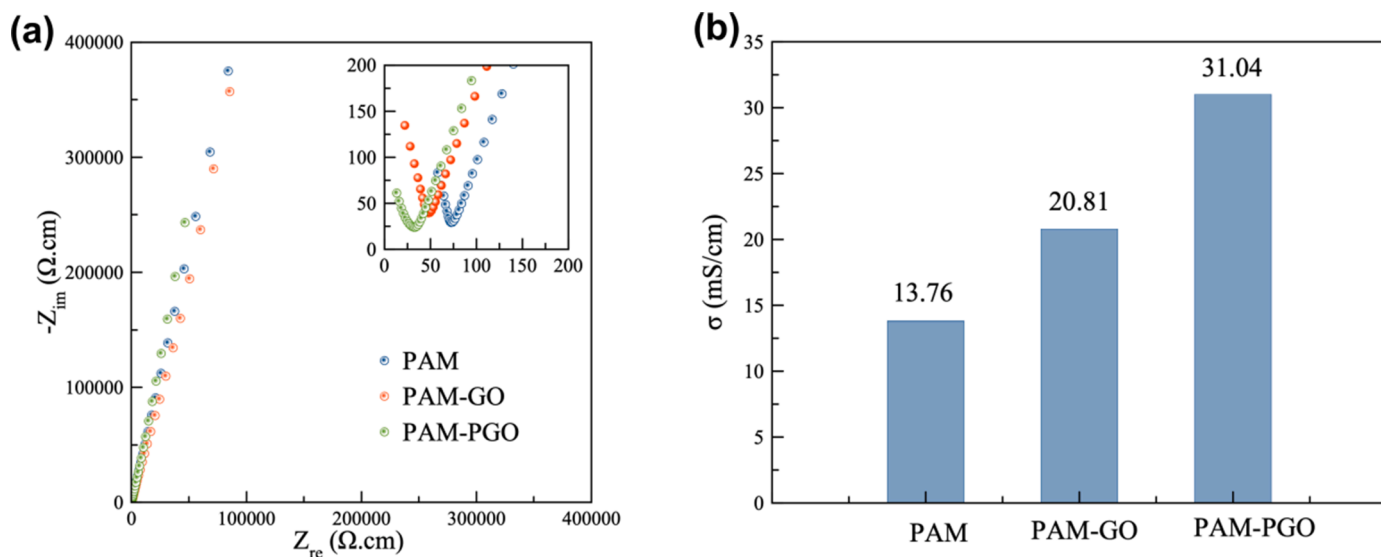 (a)
-Z_im (Ω.cm)
400000
300000
200000
100000
0
0 100000 200000 300000 400000
Z_re (Ω.cm)
200
150
100
50
0
0 50 100 150 200
PAM
PAM-GO
PAM-PGO
(b)
σ (mS/cm)
35
30
25
20
15
10
5
0
13.76
20.81
31.04
PAM PAM-GO PAM-PGO